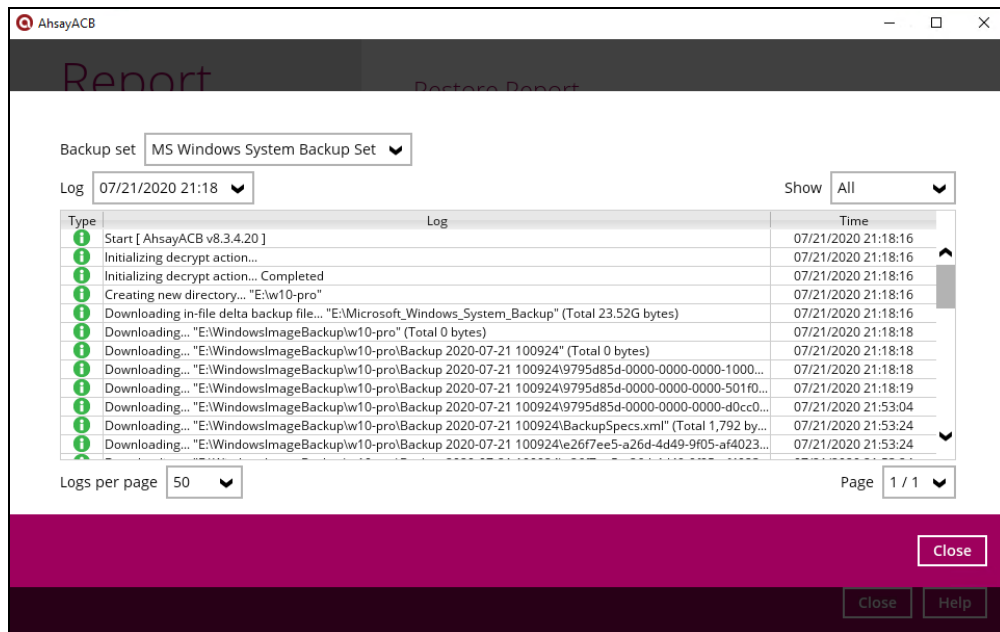 AhsayACB
Report
Restore Report
Backup set MS Windows System Backup Set
Log 07/21/2020 21:18 Show All
Type Log Time
Start [ AhsayACB v8.3.4.20 ] 07/21/2020 21:18:16
Initializing decrypt action... 07/21/2020 21:18:16
Initializing decrypt action... Completed 07/21/2020 21:18:16
Creating new directory... "E:\w10-pro" 07/21/2020 21:18:16
Downloading in-file delta backup file... "E:\Microsoft_Windows_System_Backup" (Total 23.52G bytes) 07/21/2020 21:18:16
Downloading... "E:\WindowsImageBackup\w10-pro" (Total 0 bytes) 07/21/2020 21:18:18
Downloading... "E:\WindowsImageBackup\w10-pro\Backup 2020-07-21 100924" (Total 0 bytes) 07/21/2020 21:18:18
Downloading... "E:\WindowsImageBackup\w10-pro\Backup 2020-07-21 100924\9795d85d-0000-0000-0000-1000... 07/21/2020 21:18:18
Downloading... "E:\WindowsImageBackup\w10-pro\Backup 2020-07-21 100924\9795d85d-0000-0000-0000-501f0... 07/21/2020 21:18:19
Downloading... "E:\WindowsImageBackup\w10-pro\Backup 2020-07-21 100924\9795d85d-0000-0000-0000-d0cc0... 07/21/2020 21:53:04
Downloading... "E:\WindowsImageBackup\w10-pro\Backup 2020-07-21 100924\BackupSpecs.xml" (Total 1,792 by... 07/21/2020 21:53:24
Downloading... "E:\WindowsImageBackup\w10-pro\Backup 2020-07-21 100924\e26f7ee5-a26d-4d49-9f05-af4023... 07/21/2020 21:53:24
Logs per page 50 Page 1 / 1
Close
Close Help